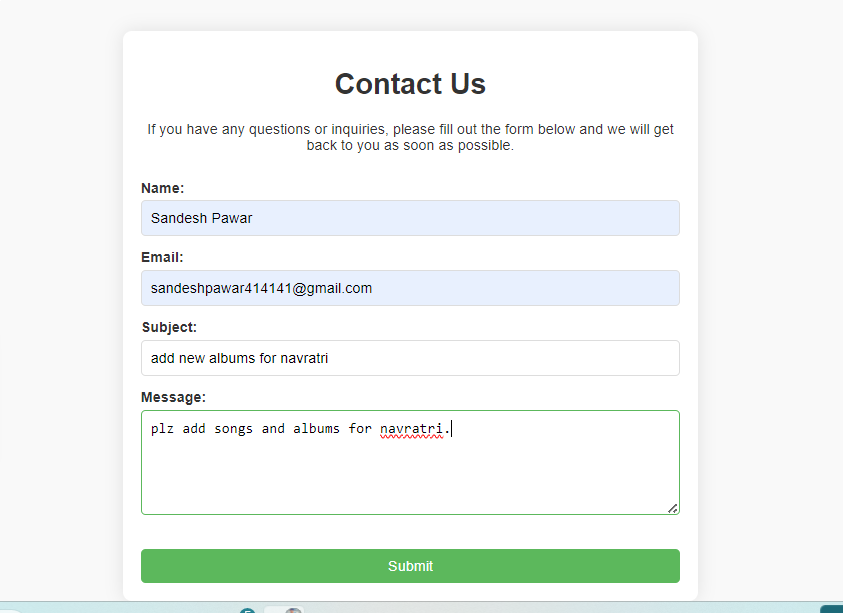 Contact Us
If you have any questions or inquiries, please fill out the form below and we will get
back to you as soon as possible.
Name:
Sandesh Pawar
Email:
sandeshpawar414141@gmail.com
Subject:
add new albums for navratri
Message:
plz add songs and albums for navratri.
Submit